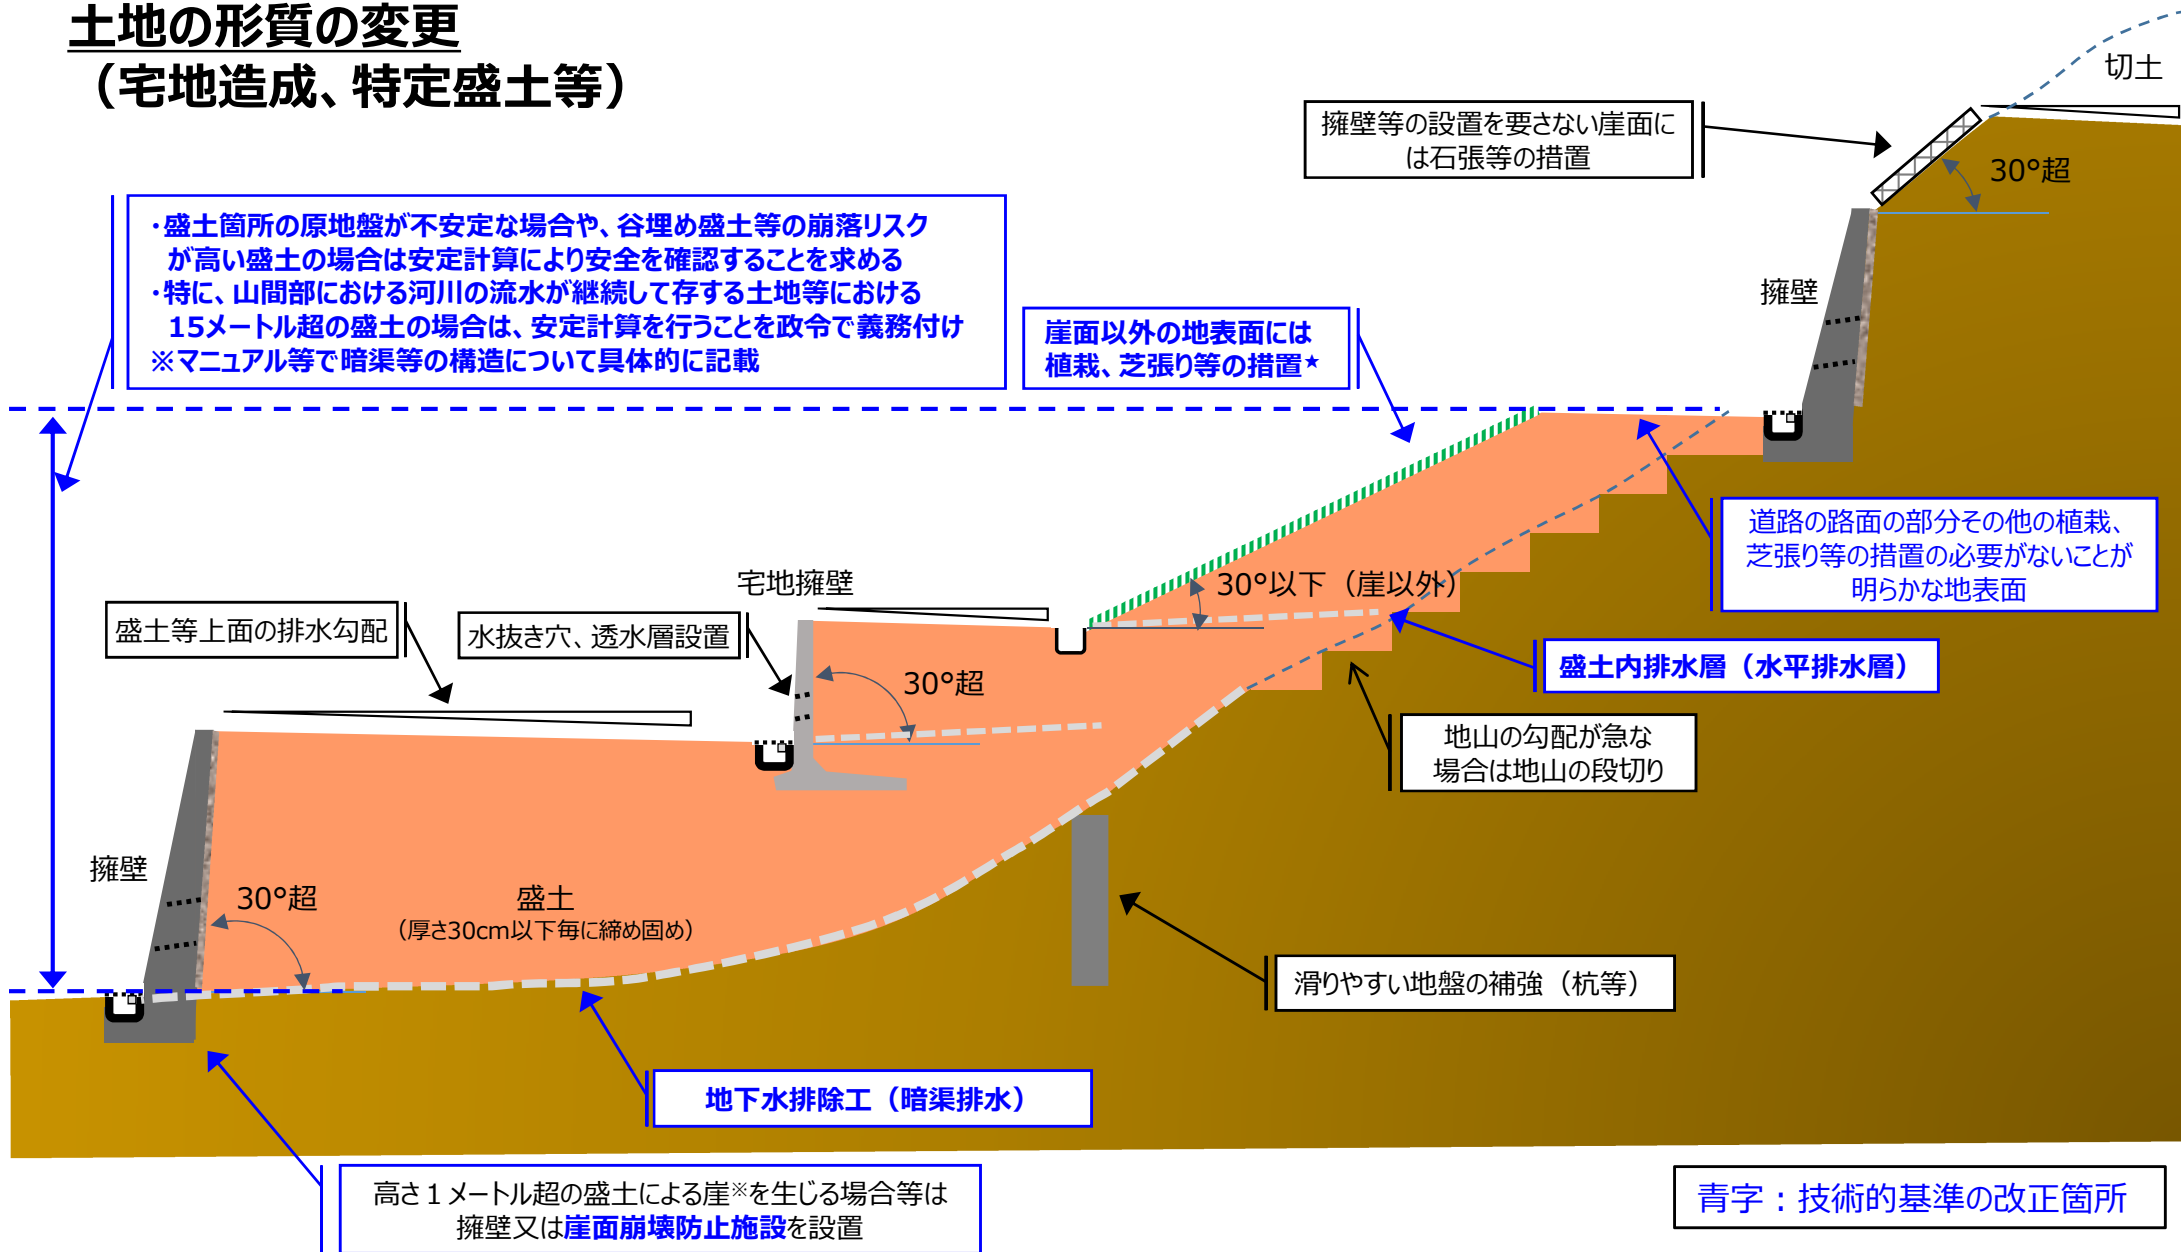 土地の形質の変更
（宅地造成、特定盛土等）
切土
擁壁等の設置を要さない崖面に
は石張等の措置
30°超
・盛土箇所の原地盤が不安定な場合や、谷埋め盛土等の崩落リスク
が高い盛土の場合は安定計算により安全を確認することを求める
・特に、山間部における河川の流水が継続して存する土地等における
15メートル超の盛土の場合は、安定計算を行うことを政令で義務付け
※マニュアル等で暗渠等の構造について具体的に記載
擁壁
崖面以外の地表面には
植栽、芝張り等の措置★
道路の路面の部分その他の植栽、
芝張り等の措置の必要がないことが
明らかな地表面
宅地擁壁
30°以下（崖以外）
盛土等上面の排水勾配
水抜き穴、透水層設置
盛土内排水層（水平排水層）
30°超
地山の勾配が急な
場合は地山の段切り
擁壁
30°超
盛土
（厚さ30cm以下毎に締め固め）
滑りやすい地盤の補強（杭等）
地下水排除工（暗渠排水）
高さ１メートル超の盛土による崖※を生じる場合等は
擁壁又は崖面崩壊防止施設を設置
青字：技術的基準の改正箇所